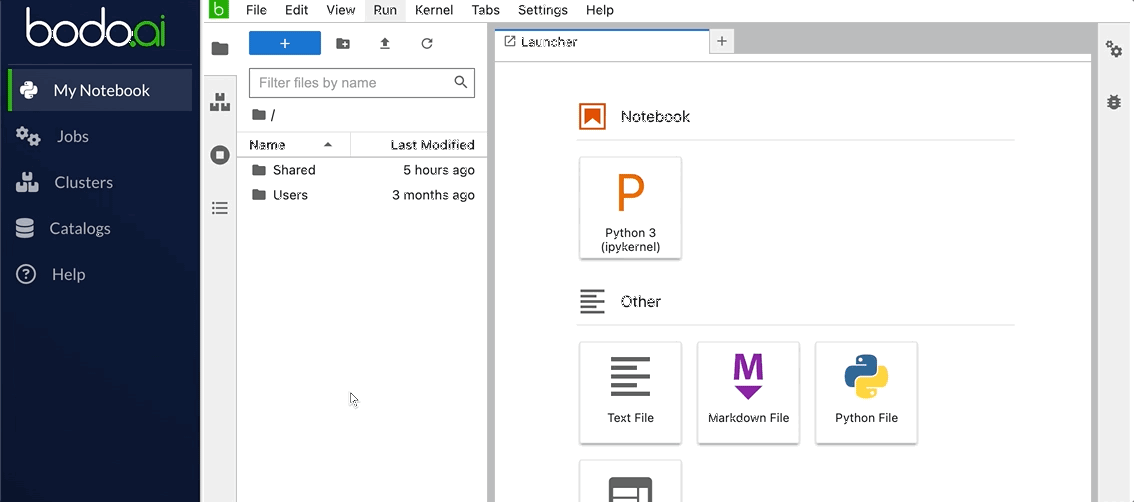 bodo.ai
My Notebook
Jobs
Clusters
Catalogs
Help
b File Edit View Run Kernel Tabs Settings Help
+
Filter files by name
/
Name Last Modified
Shared 5 hours ago
Users 3 months ago
Launcher +
Notebook
P
Python 3
(ipykernel)
Other
Text File
M
Markdown File
Python File